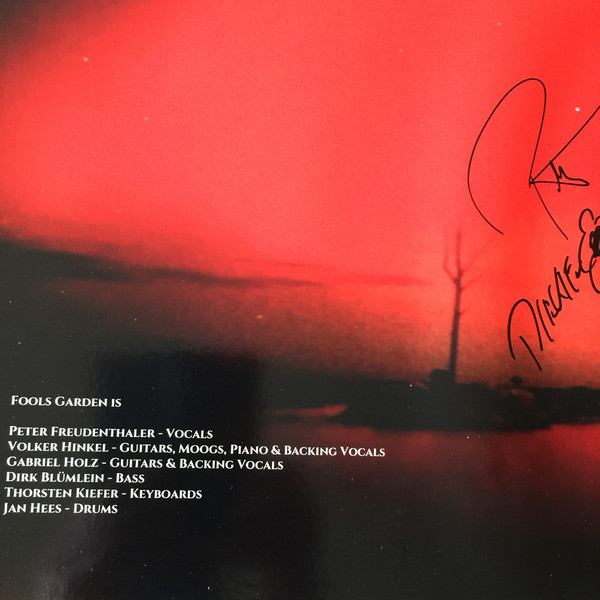 Fools Garden is
Peter Freudenthaler - Vocals
Volker Hinkel - Guitars, Moogs, Piano & Backing Vocals
Gabriel Holz - Guitars & Backing Vocals
Dirk Blümlein - Bass
Thorsten Kiefer - Keyboards
Jan Hees - Drums